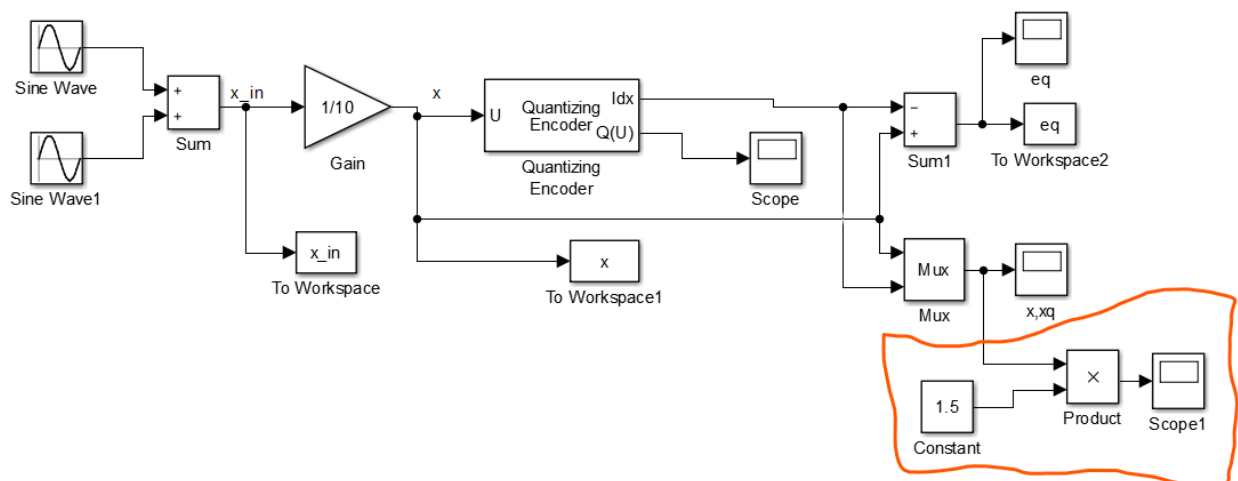 Sine Wave
+
+
Sum
x_in
1/10
Gain
x
U
Quantizing
Encoder
Idx
Q(U)
Quantizing
Encoder
Scope
−
+
Sum1
eq
eq
To Workspace2
Sine Wave1
x_in
To Workspace
x
To Workspace1
Mux
Mux
x,xq
1.5
Constant
×
Product
Scope1